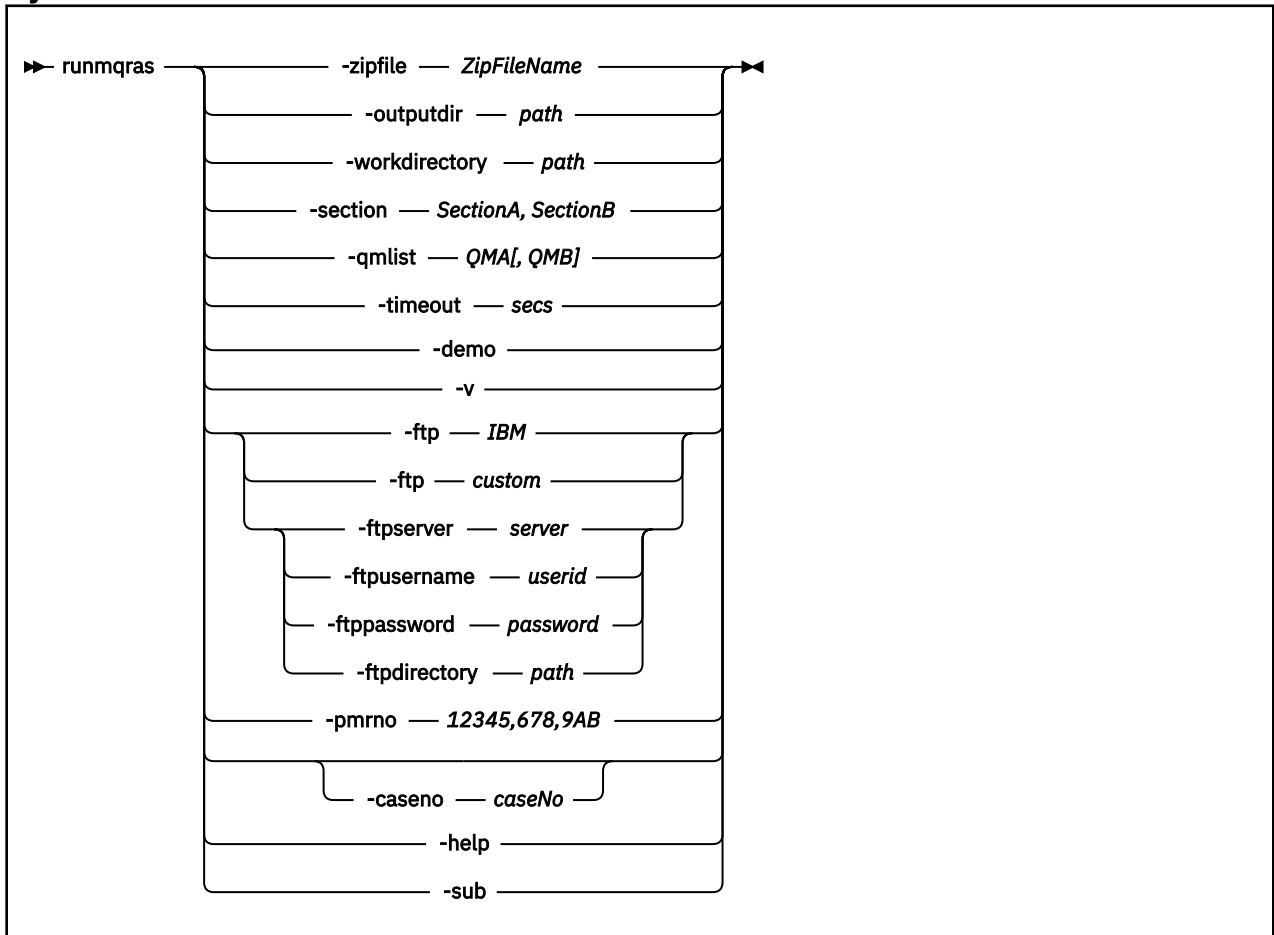 runmqras -zipfile ZipFileName
-outputdir path
-workdirectory path
-section SectionA, SectionB
-qmlist QMA[, QMB]
-timeout secs
-demo
-v
-ftp IBM
-ftp custom
-ftpserver server
-ftpusername userid
-ftppassword password
-ftpdirectory path
-pmrno 12345,678,9AB
-caseno caseNo
-help
-sub